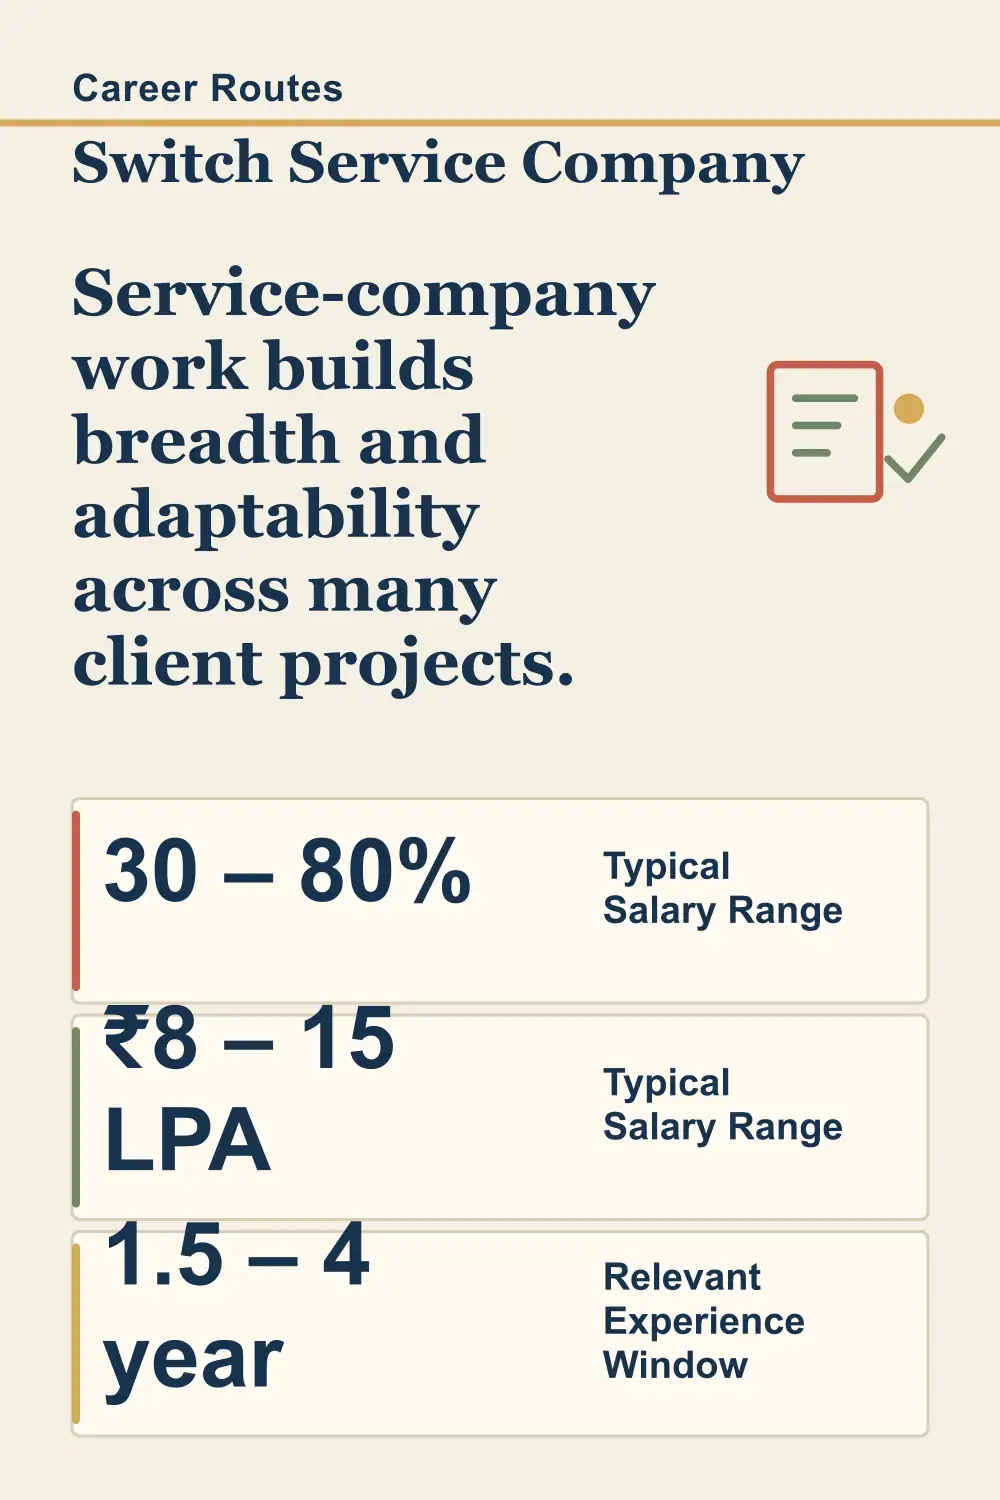 Career Routes
Switch Service Company
Service-company
work builds
breadth and
adaptability
across many
client projects.
30 – 80%
Typical
Salary Range
₹8 – 15
LPA
Typical
Salary Range
1.5 – 4
year
Relevant
Experience
Window